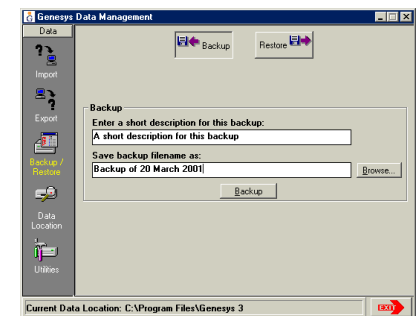 Genesys Data Management
Data
Import
Export
Backup / Restore
Data Location
Utilities
Backup
Restore
Backup
Enter a short description for this backup:
A short description for this backup
Save backup filename as:
Backup of 20 March 2001
Browse...
Backup
Current Data Location: C:\Program Files\Genesys 3
EXIT